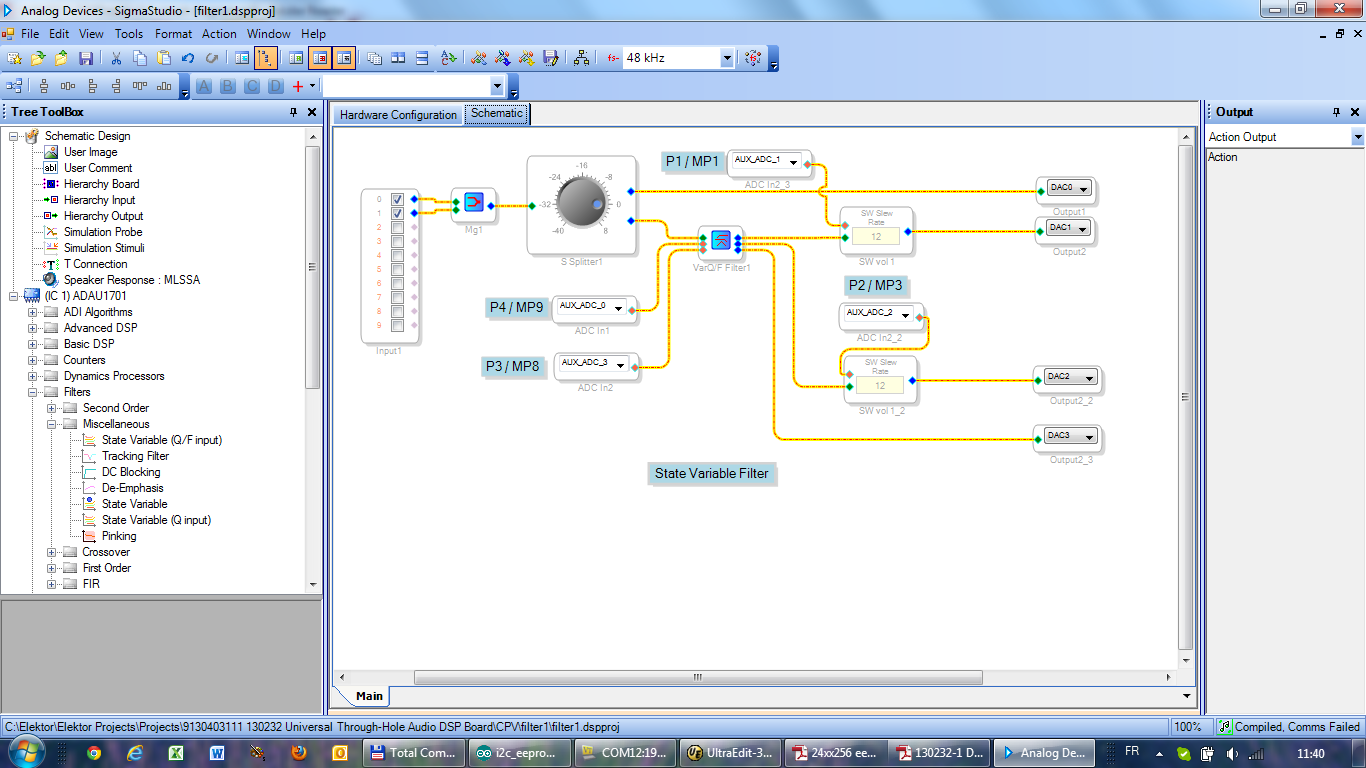 Analog Devices - SigmaStudio - [filter1.dspproj]
File Edit View Tools Format Action Window Help
fs- 48 kHz
A B C D
Tree ToolBox
Schematic Design
User Image
User Comment
Hierarchy Board
Hierarchy Input
Hierarchy Output
Simulation Probe
Simulation Stimuli
T Connection
Speaker Response : MLSSA
(IC 1) ADAU1701
ADI Algorithms
Advanced DSP
Basic DSP
Counters
Dynamics Processors
Filters
Second Order
Miscellaneous
State Variable (Q/F input)
Tracking Filter
DC Blocking
De-Emphasis
State Variable
State Variable (Q input)
Pinking
Crossover
First Order
FIR
Hardware Configuration
Schematic
0
1
2
3
4
5
6
7
8
9
Input1
Mg1
-16
-24 -8
-32 0
-40 8
S Splitter1
P1 / MP1
AUX_ADC_1
ADC In2_3
VarQ/F Filter1
P4 / MP9
AUX_ADC_0
ADC In1
P3 / MP8
AUX_ADC_3
ADC In2
SW Slew
Rate
12
SW vol 1
P2 / MP3
AUX_ADC_2
ADC In2_2
SW Slew
Rate
12
SW vol 1_2
DAC0
Output1
DAC1
Output2
DAC2
Output2_2
DAC3
Output2_3
State Variable Filter
Main
Output
Action Output
Action
C:\Elektor\Elektor Projects\Projects\9130403111 130232 Universal Through-Hole Audio DSP Board\CPV\filter1\filter1.dspproj
100%
Compiled, Comms Failed
Total Com...
i2c_eepro...
COM12:19...
UltraEdit-3...
24xx256 ee...
130232-1 D...
Analog De...
FR
11:40